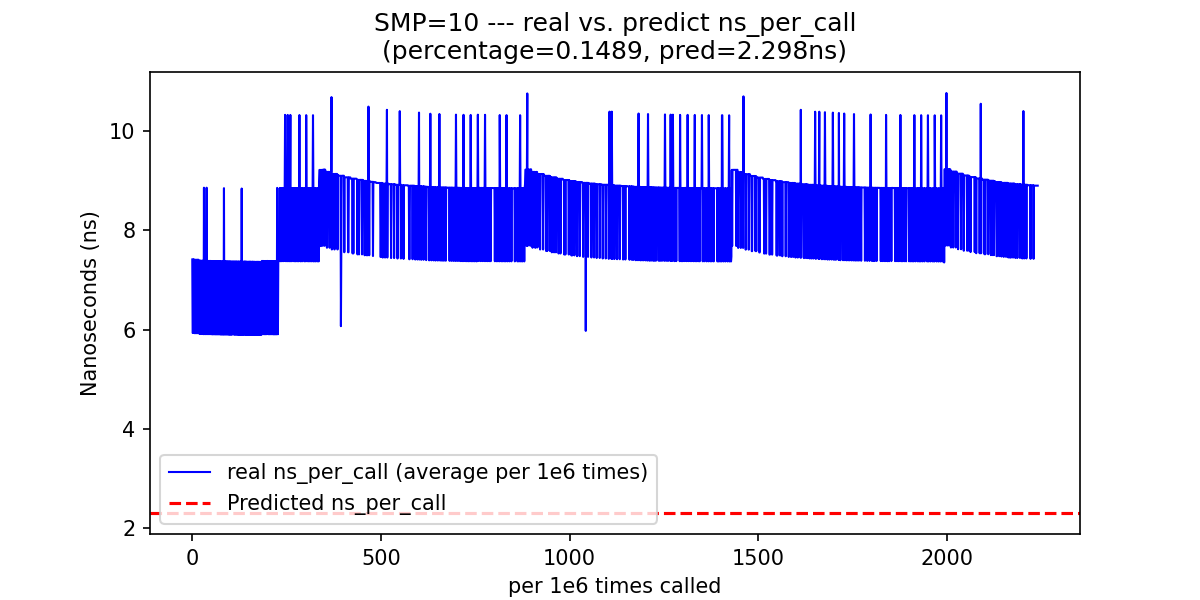 SMP=10 --- real vs. predict ns_per_call
(percentage=0.1489, pred=2.298ns)
Nanoseconds (ns)
10
8
6
4
2
real ns_per_call (average per 1e6 times)
Predicted ns_per_call
0 500 1000 1500 2000
per 1e6 times called